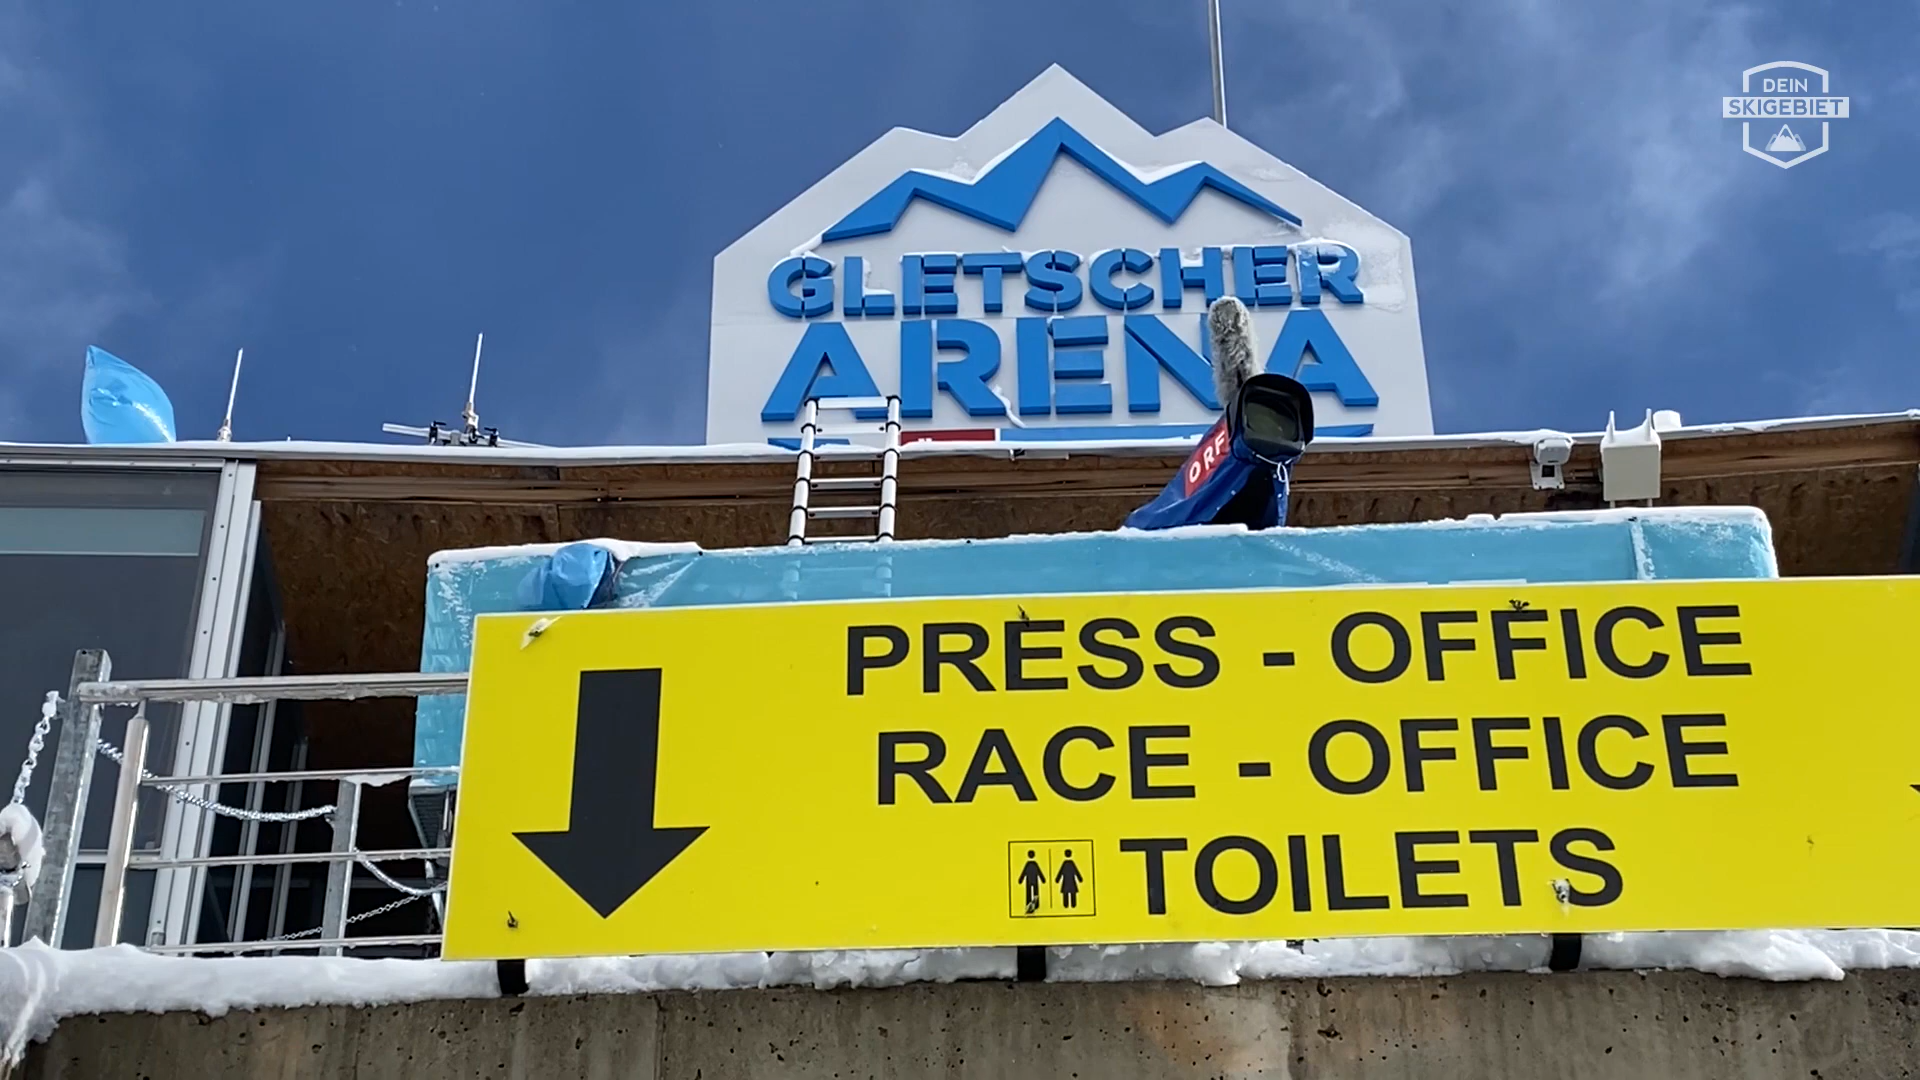 DEIN
SKIGEBIET
GLETSCHER
ARENA
ORF
PRESS - OFFICE
RACE - OFFICE
TOILETS